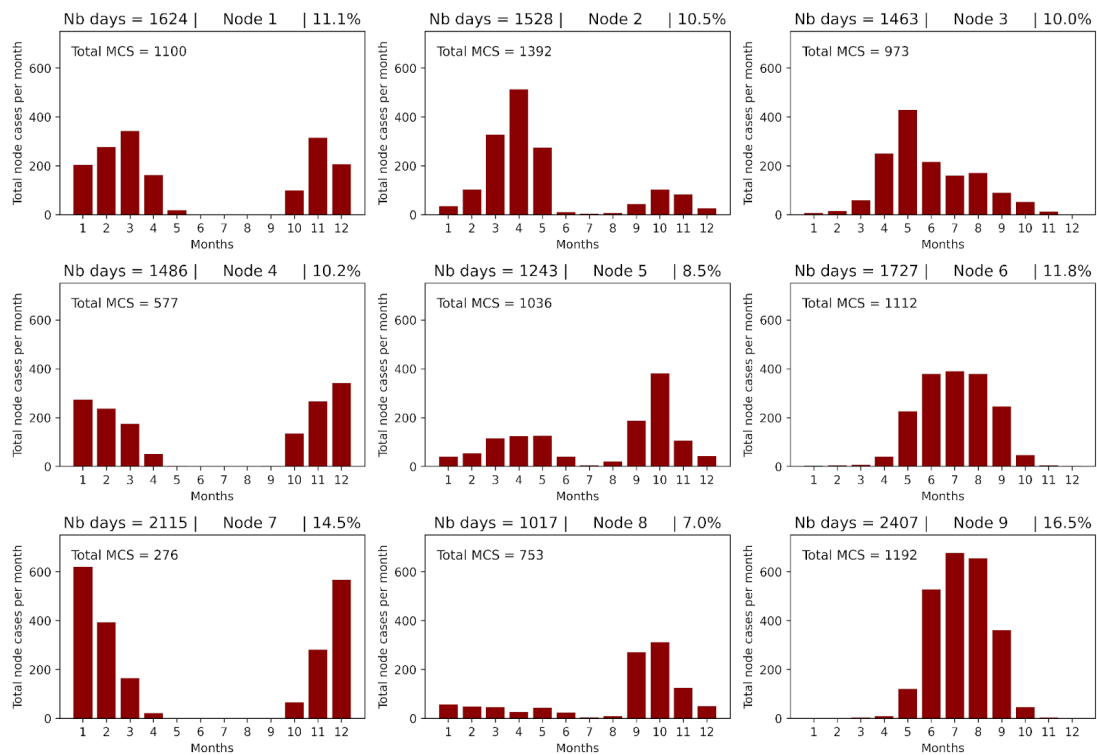 Nb days = 1624 | Node 1 | 11.1%
Total MCS = 1100
Total node cases per month
600
400
200
0
1 2 3 4 5 6 7 8 9 10 11 12
Months
Nb days = 1528 | Node 2 | 10.5%
Total MCS = 1392
Total node cases per month
600
400
200
0
1 2 3 4 5 6 7 8 9 10 11 12
Months
Nb days = 1463 | Node 3 | 10.0%
Total MCS = 973
Total node cases per month
600
400
200
0
1 2 3 4 5 6 7 8 9 10 11 12
Months
Nb days = 1486 | Node 4 | 10.2%
Total MCS = 577
Total node cases per month
600
400
200
0
1 2 3 4 5 6 7 8 9 10 11 12
Months
Nb days = 1243 | Node 5 | 8.5%
Total MCS = 1036
Total node cases per month
600
400
200
0
1 2 3 4 5 6 7 8 9 10 11 12
Months
Nb days = 1727 | Node 6 | 11.8%
Total MCS = 1112
Total node cases per month
600
400
200
0
1 2 3 4 5 6 7 8 9 10 11 12
Months
Nb days = 2115 | Node 7 | 14.5%
Total MCS = 276
Total node cases per month
600
400
200
0
1 2 3 4 5 6 7 8 9 10 11 12
Months
Nb days = 1017 | Node 8 | 7.0%
Total MCS = 753
Total node cases per month
600
400
200
0
1 2 3 4 5 6 7 8 9 10 11 12
Months
Nb days = 2407 | Node 9 | 16.5%
Total MCS = 1192
Total node cases per month
600
400
200
0
1 2 3 4 5 6 7 8 9 10 11 12
Months